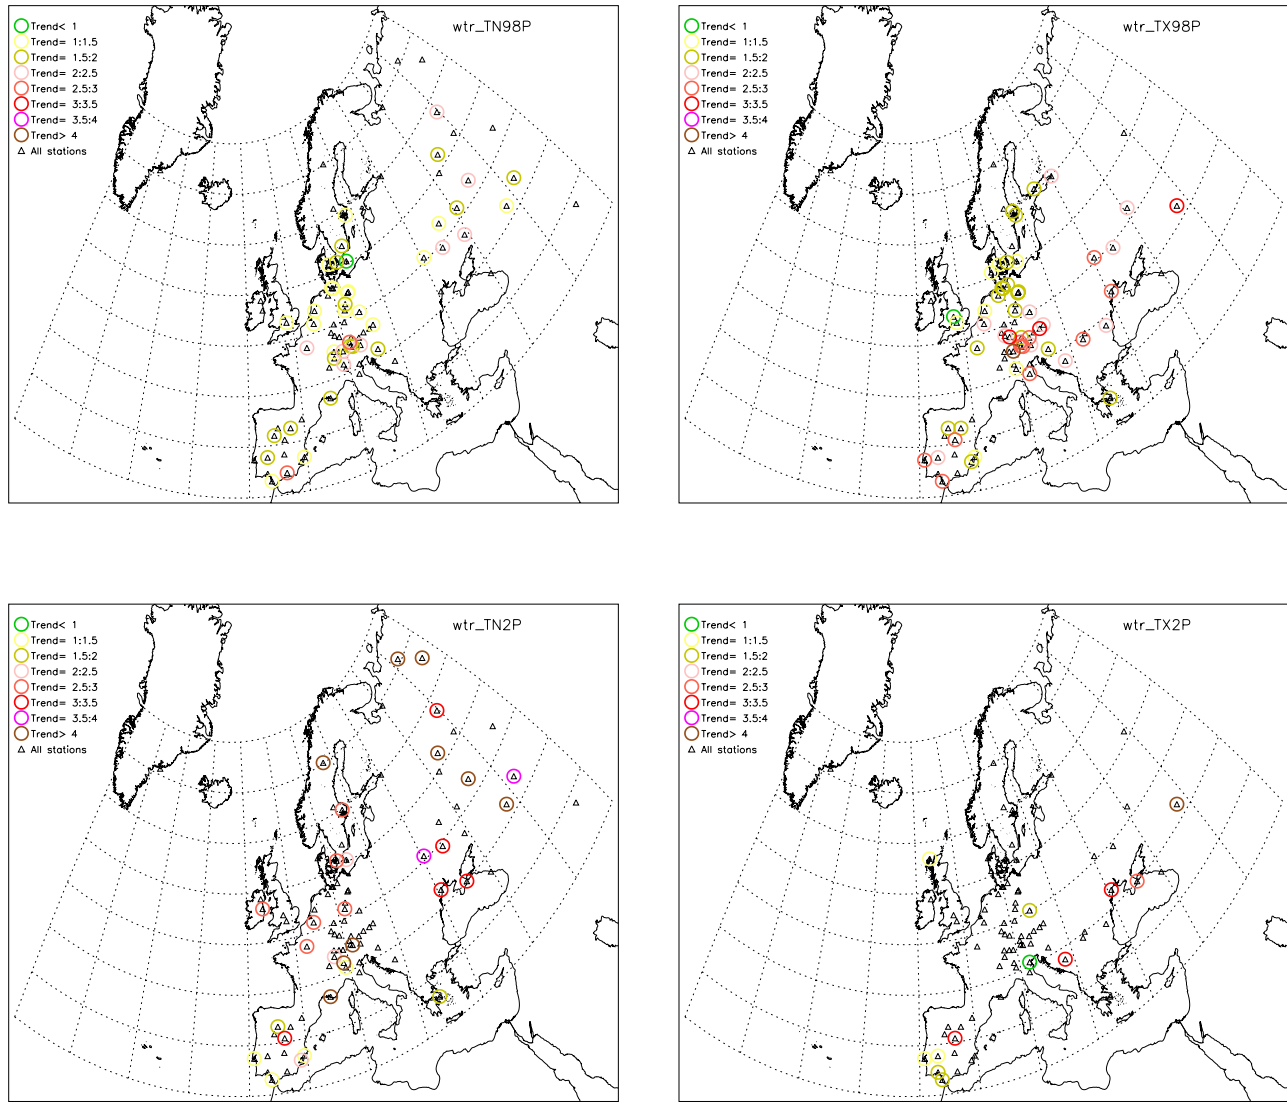 wtr_TN98P
Trend< 1
Trend= 1:1.5
Trend= 1.5:2
Trend= 2:2.5
Trend= 2.5:3
Trend= 3:3.5
Trend= 3.5:4
Trend> 4
All stations
wtr_TX98P
Trend< 1
Trend= 1:1.5
Trend= 1.5:2
Trend= 2:2.5
Trend= 2.5:3
Trend= 3:3.5
Trend= 3.5:4
Trend> 4
All stations
wtr_TN2P
Trend< 1
Trend= 1:1.5
Trend= 1.5:2
Trend= 2:2.5
Trend= 2.5:3
Trend= 3:3.5
Trend= 3.5:4
Trend> 4
All stations
wtr_TX2P
Trend< 1
Trend= 1:1.5
Trend= 1.5:2
Trend= 2:2.5
Trend= 2.5:3
Trend= 3:3.5
Trend= 3.5:4
Trend> 4
All stations